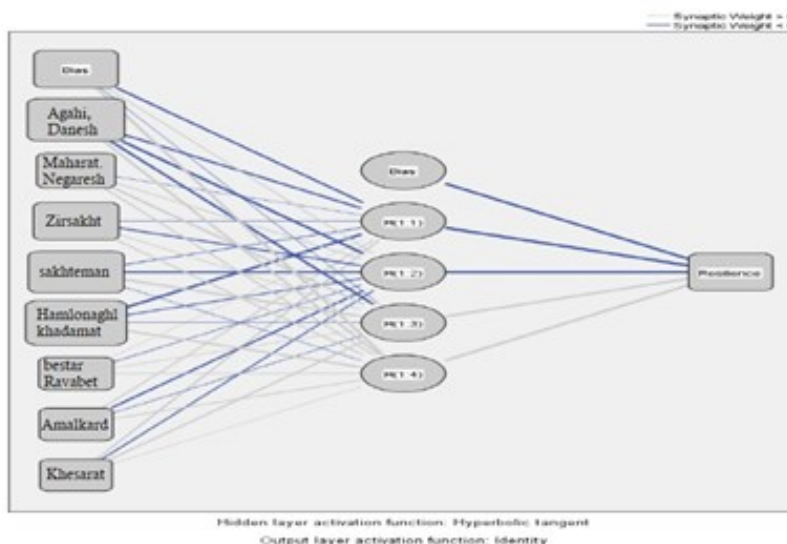 Synaptic Weight >
Synaptic Weight <
Bias
Agahi,
Danesh
Maharat.
Negaresh
Zirsakht
sakhteman
Hamlonaghl
khadamat
bestar
Ravabet
Amalkard
Khesarat
Bias
H(1:1)
H(1:2)
H(1:3)
H(1:4)
Resilience
Hidden layer activation function: Hyperbolic tangent
Output layer activation function: Identity